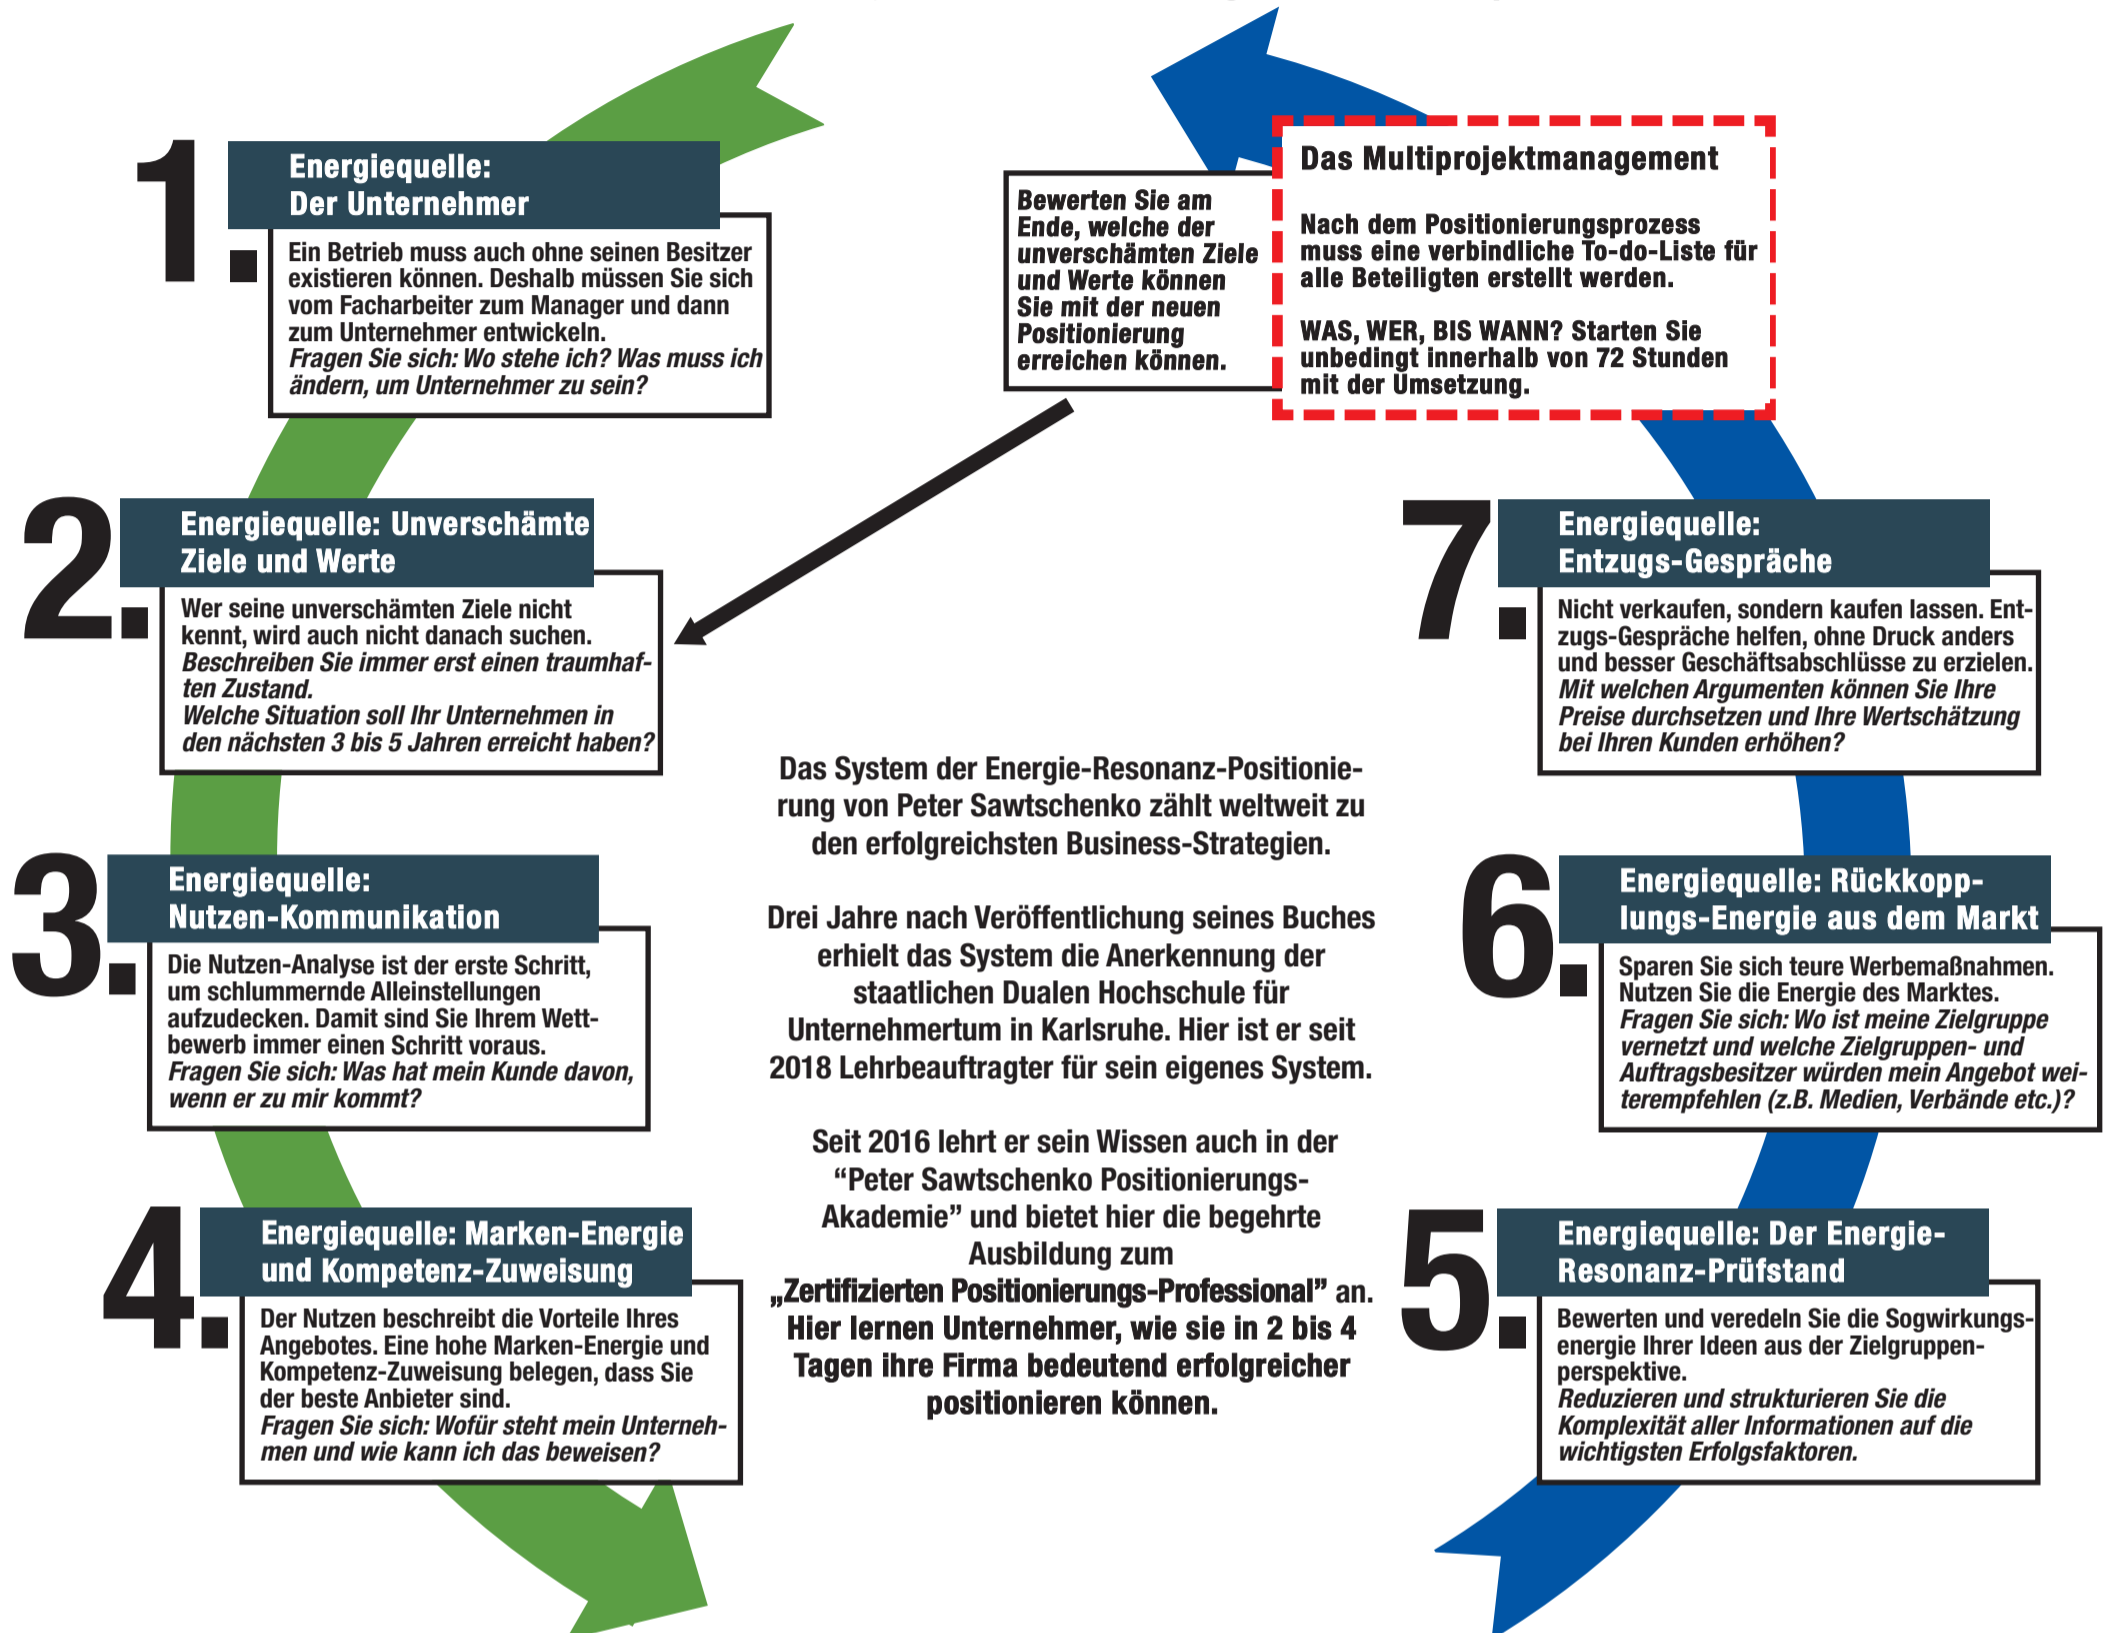 1.
Energiequelle:
Der Unternehmer
Ein Betrieb muss auch ohne seinen Besitzer
existieren können. Deshalb müssen Sie sich
vom Facharbeiter zum Manager und dann
zum Unternehmer entwickeln.
Fragen Sie sich: Wo stehe ich? Was muss ich
ändern, um Unternehmer zu sein?
2.
Energiequelle: Unverschämte
Ziele und Werte
Wer seine unverschämten Ziele nicht
kennt, wird auch nicht danach suchen.
Beschreiben Sie immer erst einen traumhaf-
ten Zustand.
Welche Situation soll Ihr Unternehmen in
den nächsten 3 bis 5 Jahren erreicht haben?
3.
Energiequelle:
Nutzen-Kommunikation
Die Nutzen-Analyse ist der erste Schritt,
um schlummernde Alleinstellungen
aufzudecken. Damit sind Sie Ihrem Wett-
bewerb immer einen Schritt voraus.
Fragen Sie sich: Was hat mein Kunde davon,
wenn er zu mir kommt?
4.
Energiequelle: Marken-Energie
und Kompetenz-Zuweisung
Der Nutzen beschreibt die Vorteile Ihres
Angebotes. Eine hohe Marken-Energie und
Kompetenz-Zuweisung belegen, dass Sie
der beste Anbieter sind.
Fragen Sie sich: Wofür steht mein Unterneh-
men und wie kann ich das beweisen?
Das System der Energie-Resonanz-Positionie-
rung von Peter Sawtschenko zählt weltweit zu
den erfolgreichsten Business-Strategien.
Drei Jahre nach Veröffentlichung seines Buches
erhielt das System die Anerkennung der
staatlichen Dualen Hochschule für
Unternehmertum in Karlsruhe. Hier ist er seit
2018 Lehrbeauftragter für sein eigenes System.
Seit 2016 lehrt er sein Wissen auch in der
“Peter Sawtschenko Positionierungs-
Akademie” und bietet hier die begehrte
Ausbildung zum
„Zertifizierten Positionierungs-Professional” an.
Hier lernen Unternehmer, wie sie in 2 bis 4
Tagen ihre Firma bedeutend erfolgreicher
positionieren können.
5.
Energiequelle: Der Energie-
Resonanz-Prüfstand
Bewerten und veredeln Sie die Sogwirkungs-
energie Ihrer Ideen aus der Zielgruppen-
perspektive.
Reduzieren und strukturieren Sie die
Komplexität aller Informationen auf die
wichtigsten Erfolgsfaktoren.
6.
Energiequelle: Rückkopp-
lungs-Energie aus dem Markt
Sparen Sie sich teure Werbemaßnahmen.
Nutzen Sie die Energie des Marktes.
Fragen Sie sich: Wo ist meine Zielgruppe
vernetzt und welche Zielgruppen- und
Auftragsbesitzer würden mein Angebot wei-
terempfehlen (z.B. Medien, Verbände etc.)?
7.
Energiequelle:
Entzugs-Gespräche
Nicht verkaufen, sondern kaufen lassen. Ent-
zugs-Gespräche helfen, ohne Druck anders
und besser Geschäftsabschlüsse zu erzielen.
Mit welchen Argumenten können Sie Ihre
Preise durchsetzen und Ihre Wertschätzung
bei Ihren Kunden erhöhen?
Das Multiprojektmanagement
Nach dem Positionierungsprozess
muss eine verbindliche To-do-Liste für
alle Beteiligten erstellt werden.
WAS, WER, BIS WANN? Starten Sie
unbedingt innerhalb von 72 Stunden
mit der Umsetzung.
Bewerten Sie am
Ende, welche der
unverschämten Ziele
und Werte können
Sie mit der neuen
Positionierung
erreichen können.